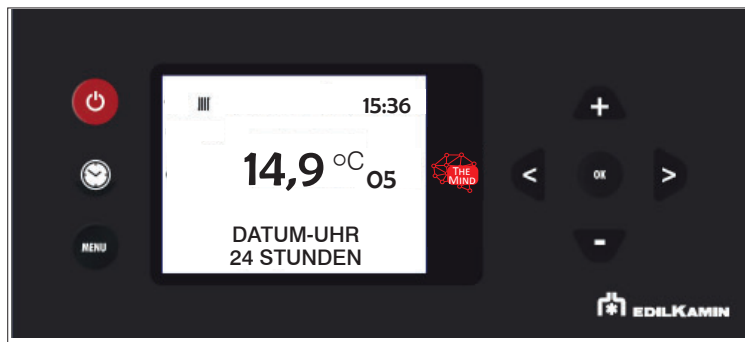 15:36
14,9 °C 05
DATUM-UHR
24 STUNDEN
MENU
THE
MIND
+
< OK >
-
EDILKAMIN